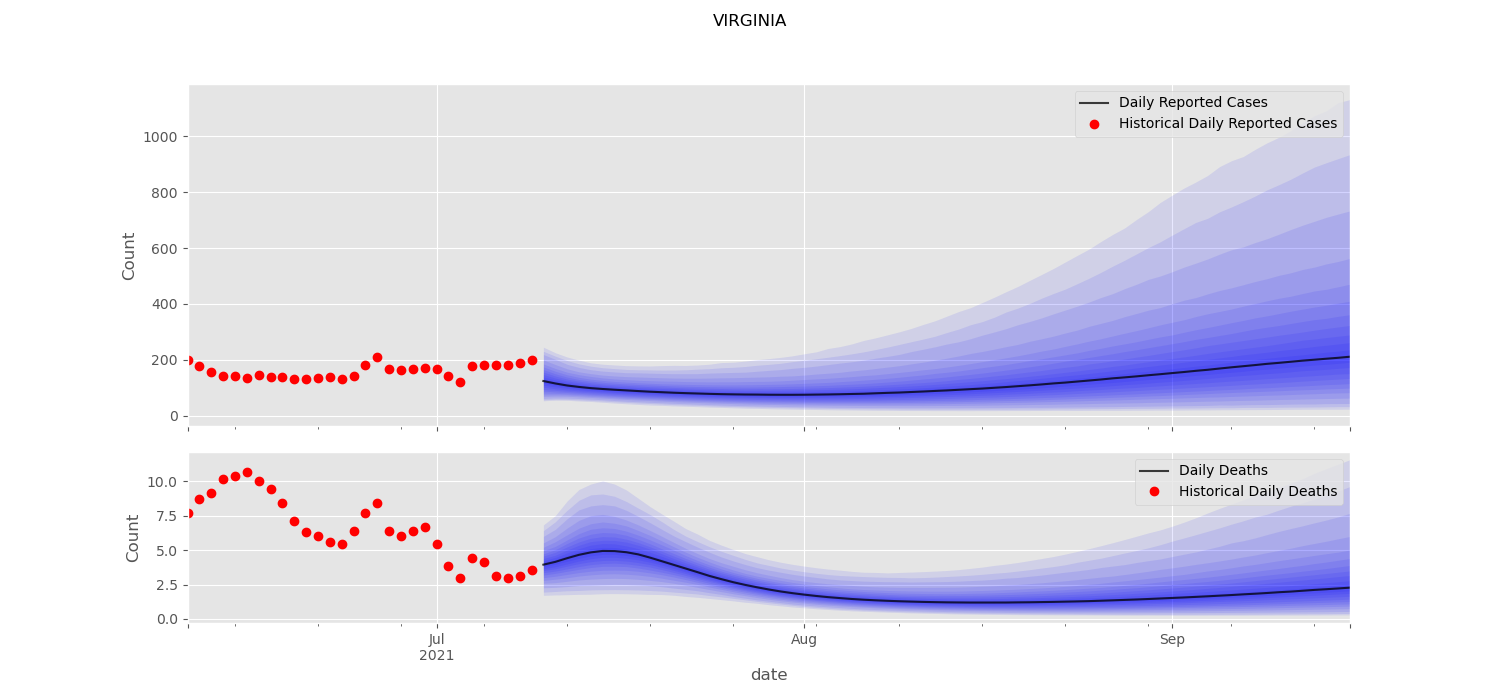 VIRGINIA
Daily Reported Cases
Historical Daily Reported Cases
1000
800
600
400
200
0
Count
Daily Deaths
Historical Daily Deaths
10.0
7.5
5.0
2.5
0.0
Count
Jul
2021
Aug
Sep
date